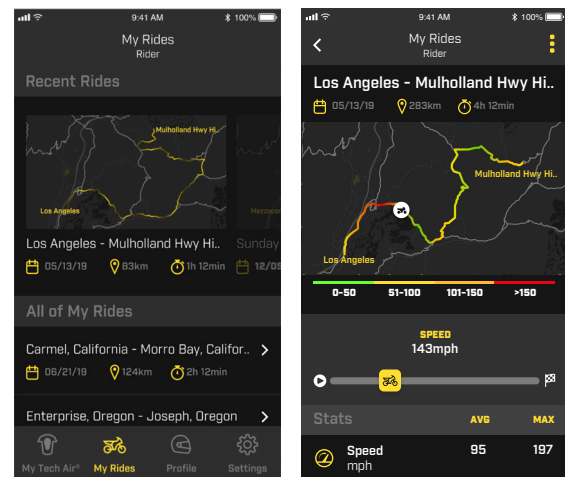 9:41 AM
100%
My Rides
Rider
Recent Rides
Mulholland Hwy Hi..
Los Angeles
Los Angeles - Mulholland Hwy Hi..
05/13/19
83km
1h 12min
Sunday
12/05
All of My Rides
Carmel, California - Morro Bay, Califor..
06/21/19
124km
2h 12min
Enterprise, Oregon - Joseph, Oregon
My Tech Air®
My Rides
Profile
Settings
9:41 AM
100%
My Rides
Rider
Los Angeles - Mulholland Hwy Hi..
05/13/19
283km
4h 12min
Mulholland Hwy Hi..
Los Angeles
0-50
51-100
101-150
>150
SPEED
143mph
Stats
AVG
MAX
Speed
mph
95
197